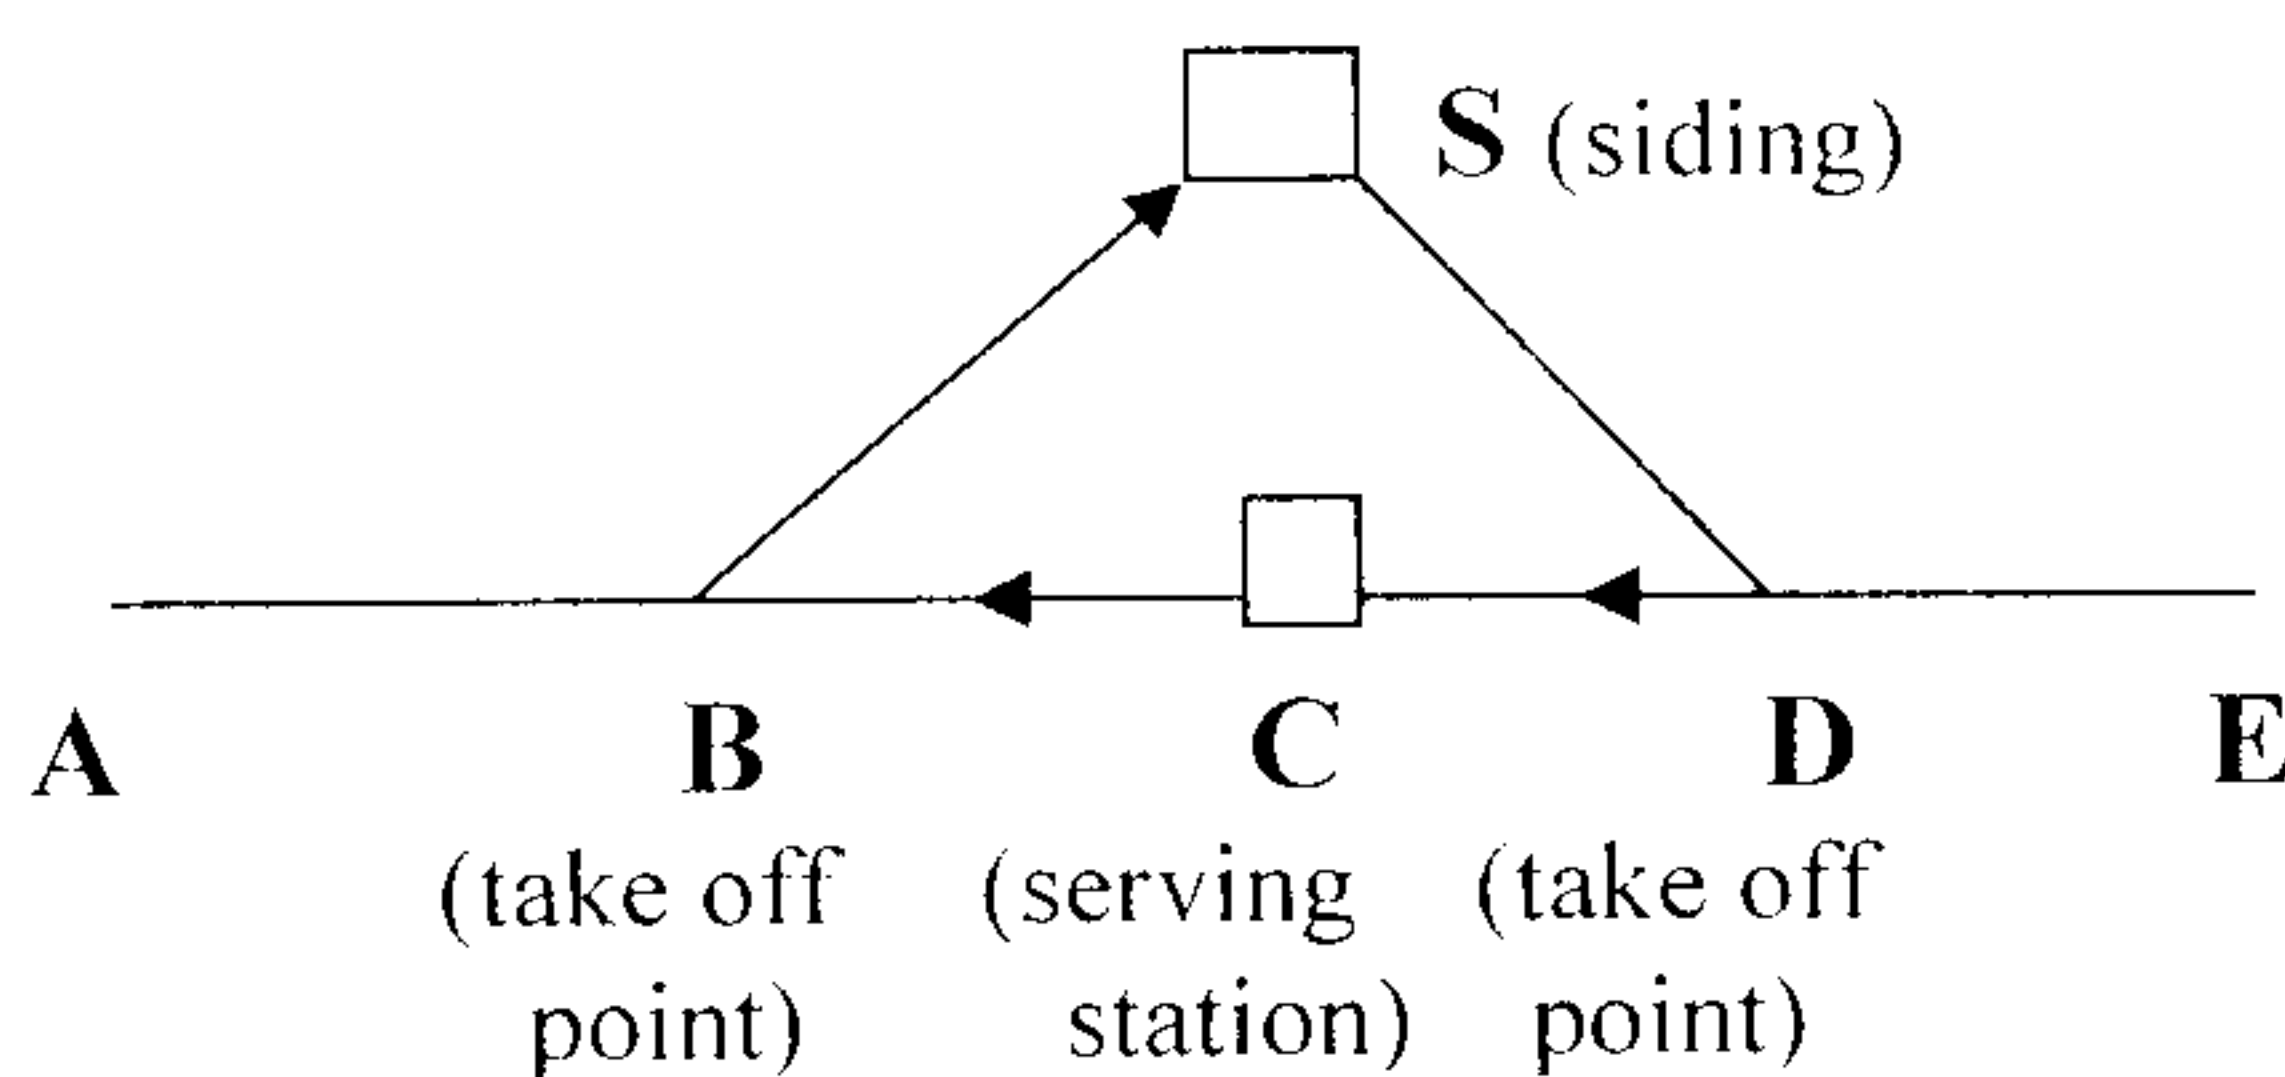 S (siding)
A B C D E
(take off (serving (take off
point) station) point)